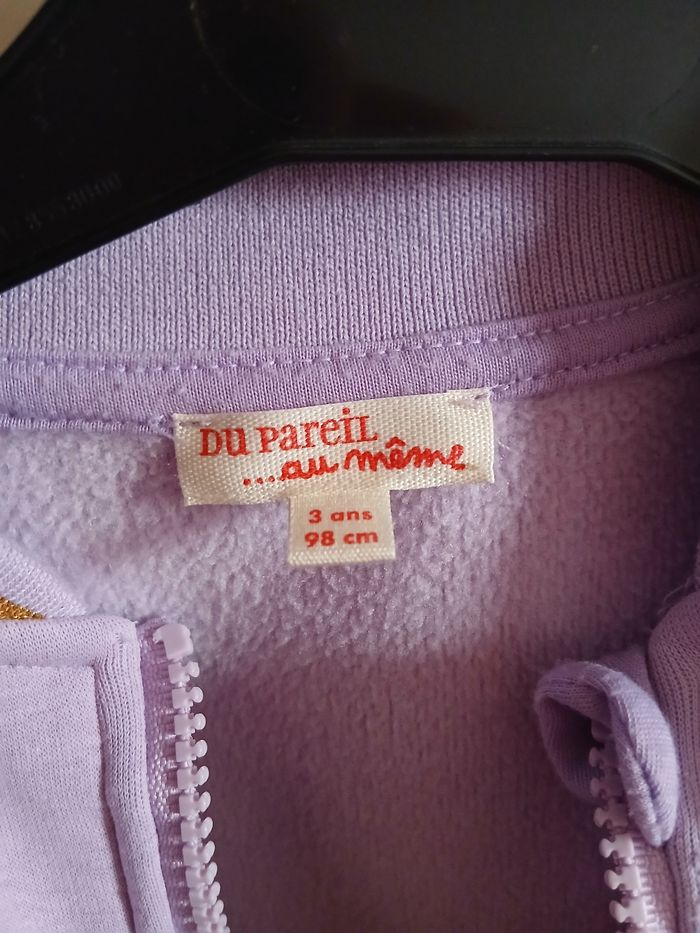 DU PareiL
....au même
3 ans
98 cm